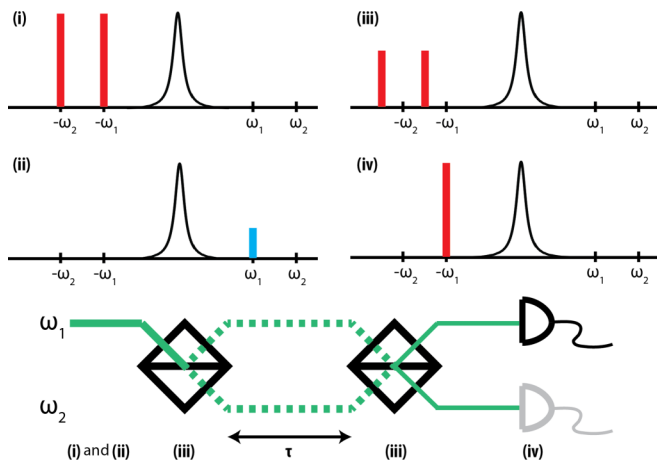 (i)
-ω2 -ω1 ω1 ω2
(iii)
-ω2 -ω1 ω1 ω2
(ii)
-ω2 -ω1 ω1 ω2
(iv)
-ω2 -ω1 ω1 ω2
ω1
ω2
(i) and (ii) (iii) τ (iii) (iv)